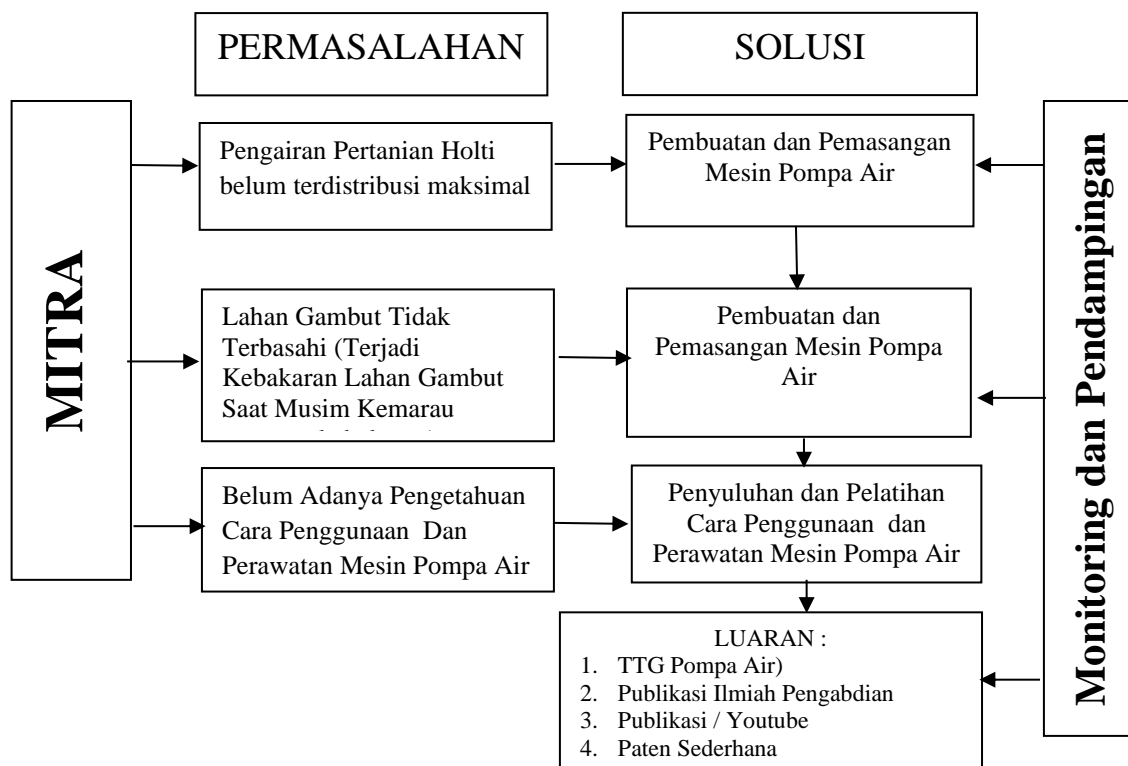 PERMASALAHAN
SOLUSI
MITRA
Pengairan Pertanian Holti
belum terdistribusi maksimal
Pembuatan dan Pemasangan
Mesin Pompa Air
Lahan Gambut Tidak
Terbasahi (Terjadi
Kebakaran Lahan Gambut
Saat Musim Kemarau
Pembuatan dan
Pemasangan Mesin Pompa
Air
Belum Adanya Pengetahuan
Cara Penggunaan Dan
Perawatan Mesin Pompa Air
Penyuluhan dan Pelatihan
Cara Penggunaan dan
Perawatan Mesin Pompa Air
LUARAN :
1. TTG Pompa Air)
2. Publikasi Ilmiah Pengabdian
3. Publikasi / Youtube
4. Paten Sederhana
Monitoring dan Pendampingan